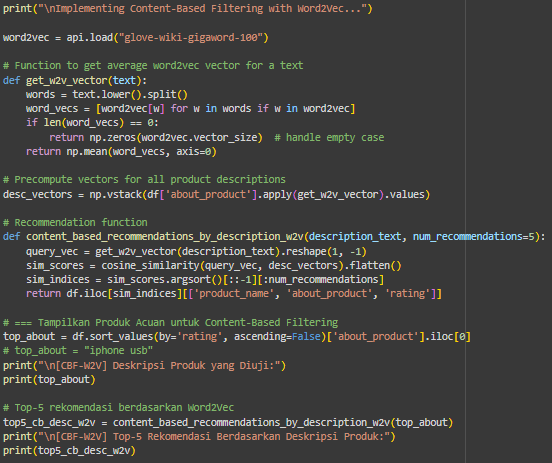 print("\nImplementing Content-Based Filtering with Word2Vec...")

word2vec = api.load("glove-wiki-gigaword-100")

# Function to get average word2vec vector for a text
def get_w2v_vector(text):
    words = text.lower().split()
    word_vecs = [word2vec[w] for w in words if w in word2vec]
    if len(word_vecs) == 0:
        return np.zeros(word2vec.vector_size)  # handle empty case
    return np.mean(word_vecs, axis=0)

# Precompute vectors for all product descriptions
desc_vectors = np.vstack(df['about_product'].apply(get_w2v_vector).values)

# Recommendation function
def content_based_recommendations_by_description_w2v(description_text, num_recommendations=5):
    query_vec = get_w2v_vector(description_text).reshape(1, -1)
    sim_scores = cosine_similarity(query_vec, desc_vectors).flatten()
    sim_indices = sim_scores.argsort()[::-1][:num_recommendations]
    return df.iloc[sim_indices][['product_name', 'about_product', 'rating']]

# === Tampilkan Produk Acuan untuk Content-Based Filtering
top_about = df.sort_values(by='rating', ascending=False)['about_product'].iloc[0]
# top_about = "iphone usb"
print("\n[CBF-W2V] Deskripsi Produk yang Diuji:")
print(top_about)

# Top-5 rekomendasi berdasarkan Word2Vec
top5_cb_desc_w2v = content_based_recommendations_by_description_w2v(top_about)
print("\n[CBF-W2V] Top-5 Rekomendasi Berdasarkan Deskripsi Produk:")
print(top5_cb_desc_w2v)